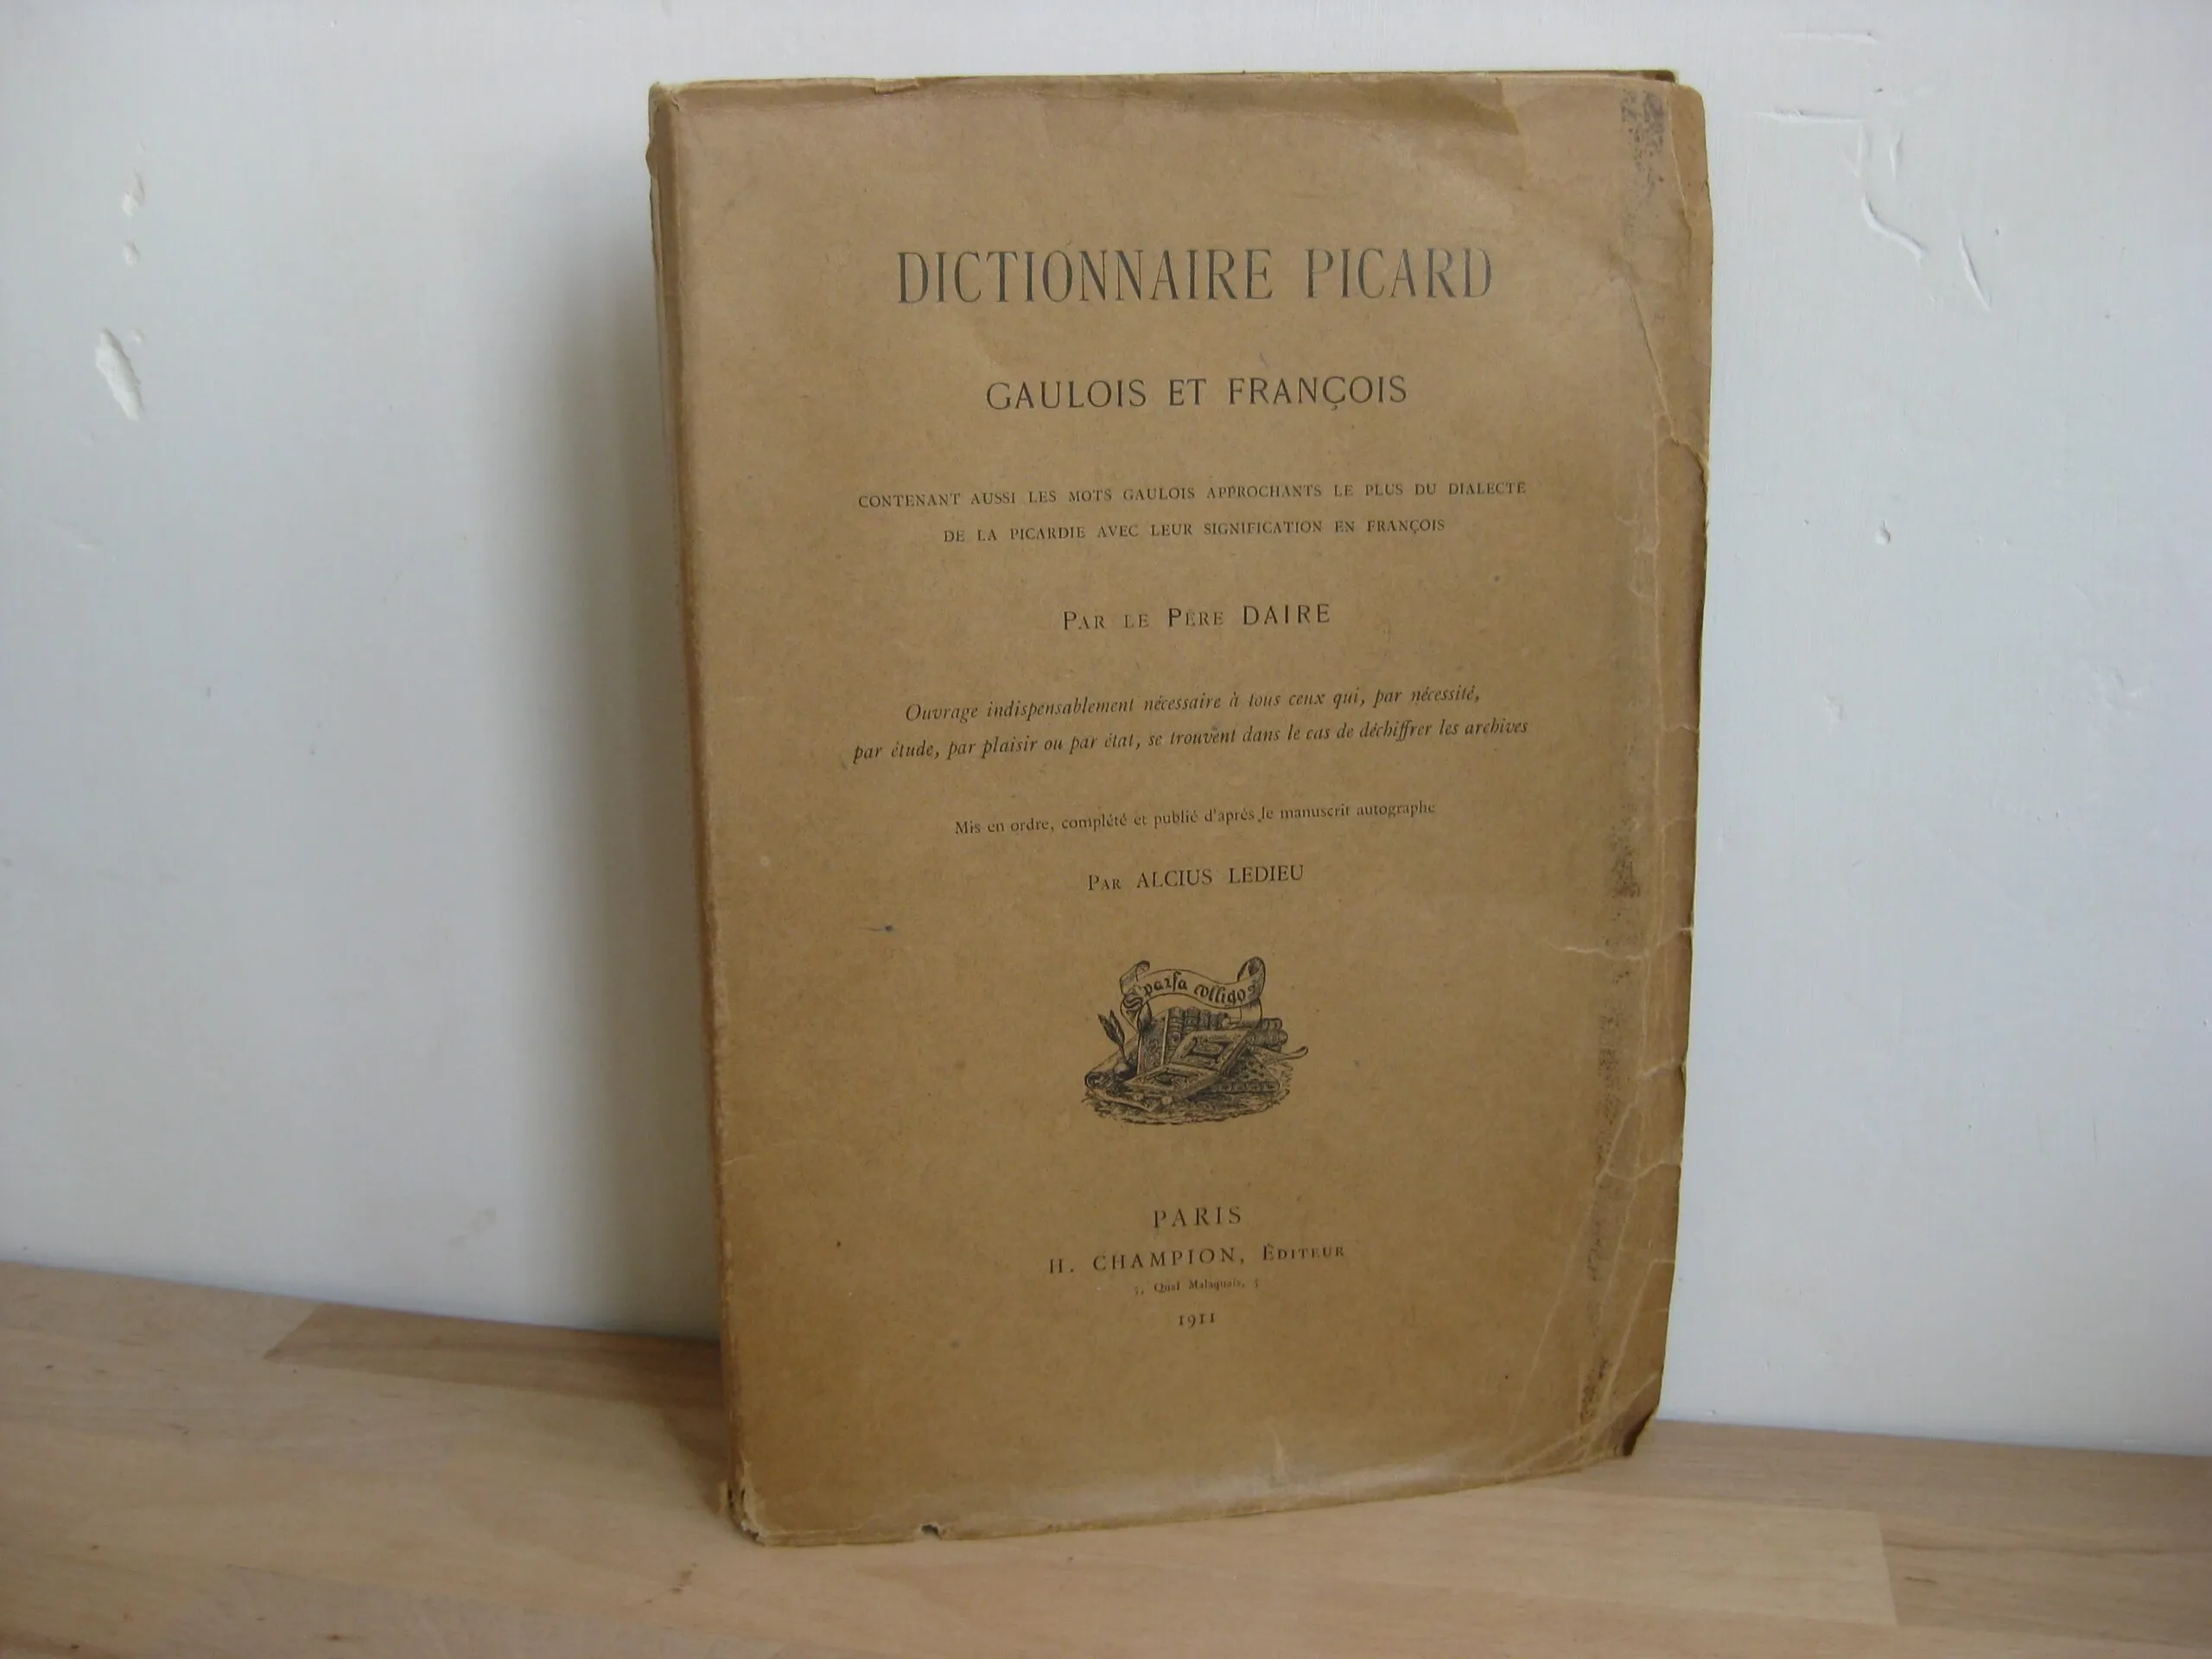 DICTIONNAIRE PICARD
GAULOIS ET FRANÇOIS
CONTENANT AUSSI LES MOTS GAULOIS APPROCHANTS LE PLUS DU DIALECTE
DE LA PICARDIE AVEC LEUR SIGNIFICATION EN FRANÇOIS
PAR LE PÈRE DAIRE
Ouvrage indispensablement nécessaire à tous ceux qui, par nécessité,
par étude, par plaisir ou par état, se trouvent dans le cas de déchiffrer les archives
Mis en ordre, complété et publié d'après le manuscrit autographe
PAR ALCIUS LEDIEU
Sparsa colligo
PARIS
H. CHAMPION, ÉDITEUR
5, Quai Malaquais, 5
1911